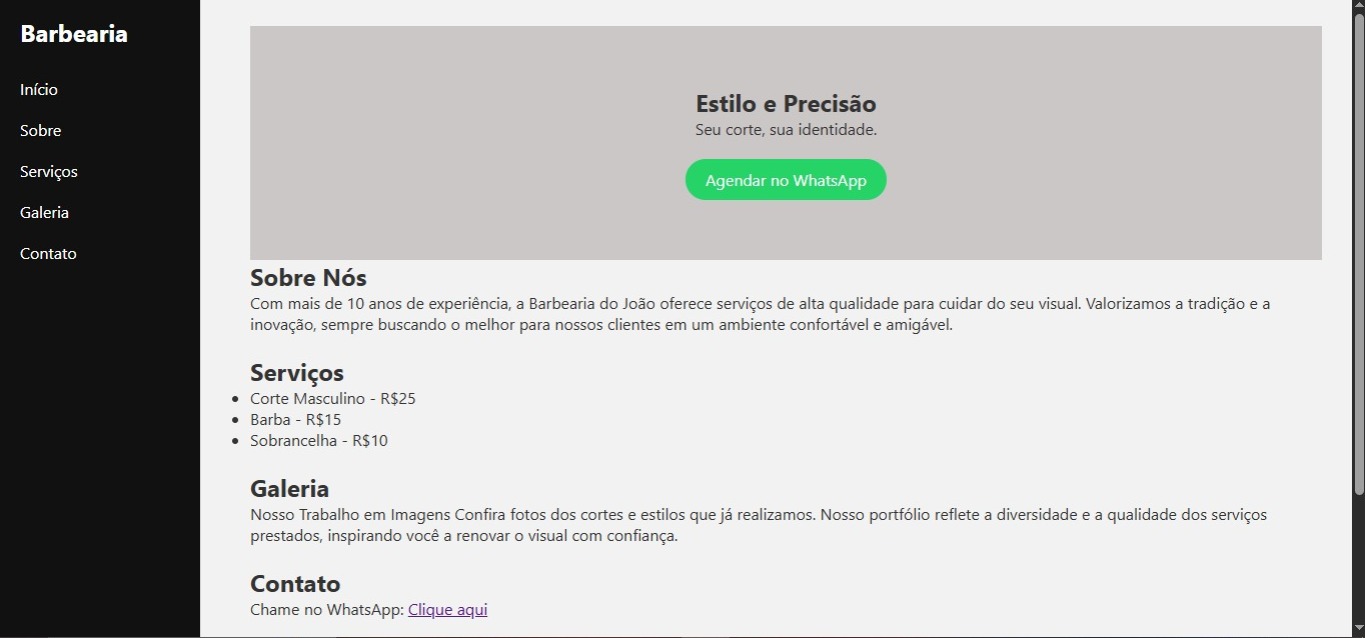 Barbearia
Início
Sobre
Serviços
Galeria
Contato
Estilo e Precisão
Seu corte, sua identidade.
Agendar no WhatsApp
Sobre Nós
Com mais de 10 anos de experiência, a Barbearia do João oferece serviços de alta qualidade para cuidar do seu visual. Valorizamos a tradição e a
inovação, sempre buscando o melhor para nossos clientes em um ambiente confortável e amigável.
Serviços
Corte Masculino - R$25
Barba - R$15
Sobrancelha - R$10
Galeria
Nosso Trabalho em Imagens Confira fotos dos cortes e estilos que já realizamos. Nosso portfólio reflete a diversidade e a qualidade dos serviços
prestados, inspirando você a renovar o visual com confiança.
Contato
Chame no WhatsApp: Clique aqui